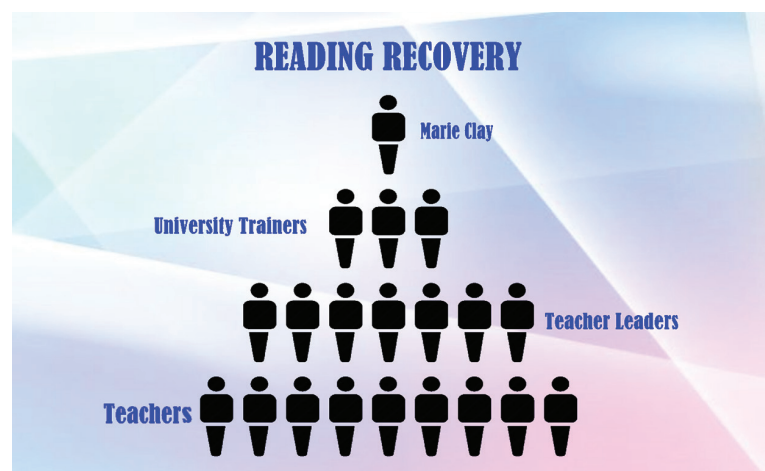 READING RECOVERY
Marie Clay
University Trainers
Teacher Leaders
Teachers